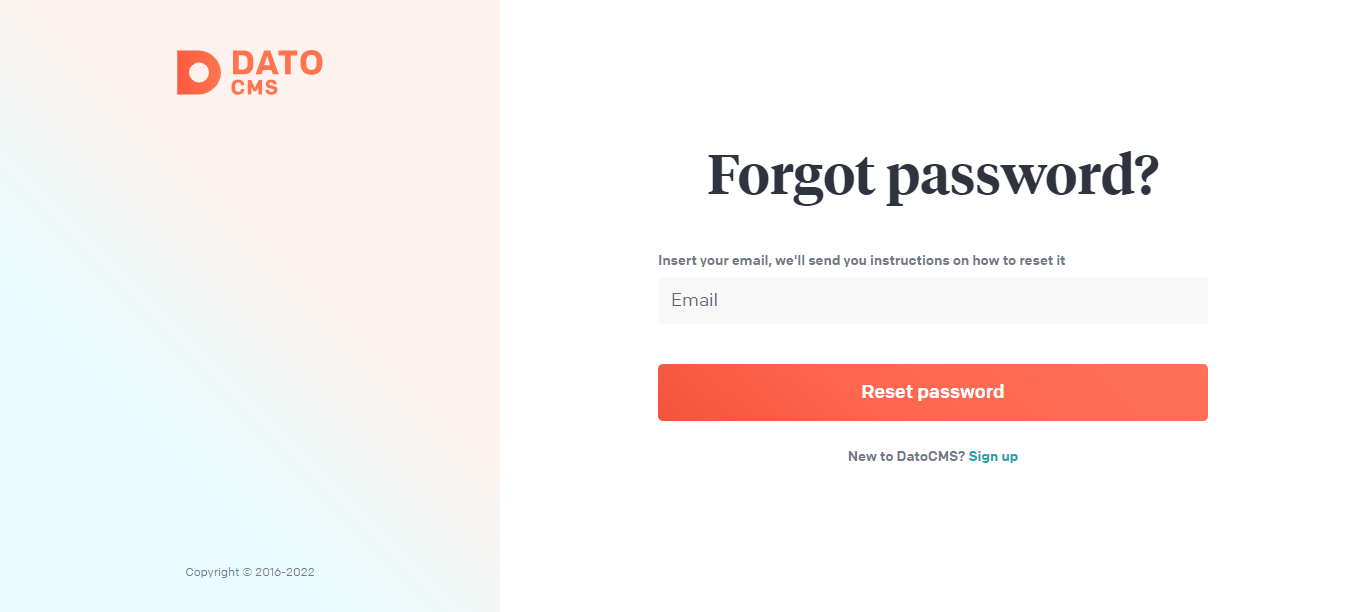 DATO
CMS
Forgot password?
Insert your email, we'll send you instructions on how to reset it
Email
Reset password
New to DatoCMS? Sign up
Copyright © 2016-2022